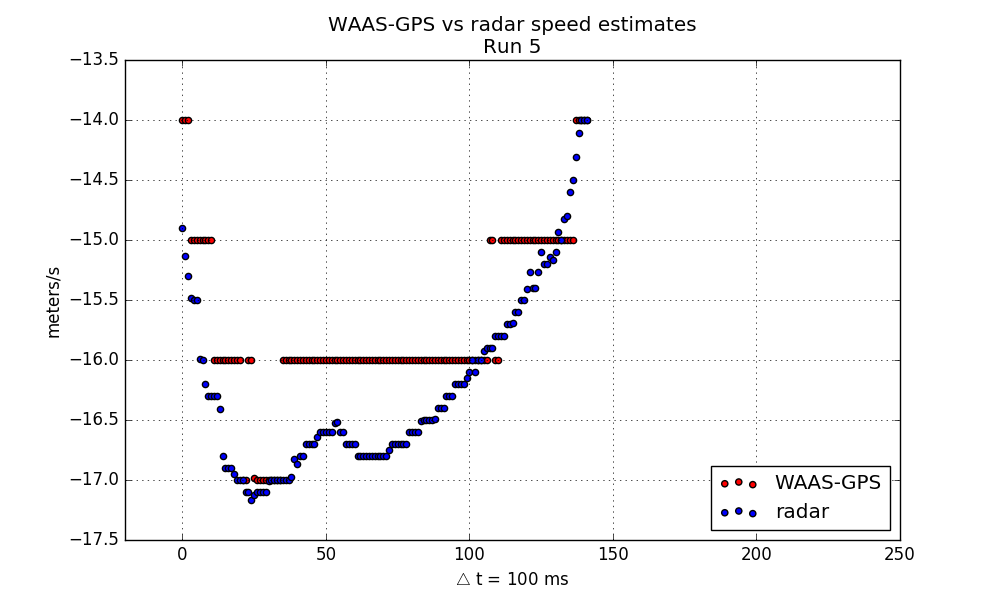 WAAS-GPS vs radar speed estimates
Run 5
−13.5
−14.0
−14.5
−15.0
−15.5
−16.0
−16.5
−17.0
−17.5
meters/s
0
50
100
150
200
250
△ t = 100 ms
WAAS-GPS
radar